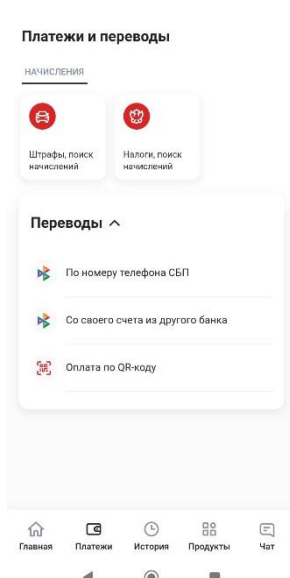 Платежи и переводы
НАЧИСЛЕНИЯ
Штрафы, поиск
начислений
Налоги, поиск
начислений
Переводы
По номеру телефона СБП
Со своего счета из другого банка
Оплата по QR-коду
Главная
Платежи
История
Продукты
Чат